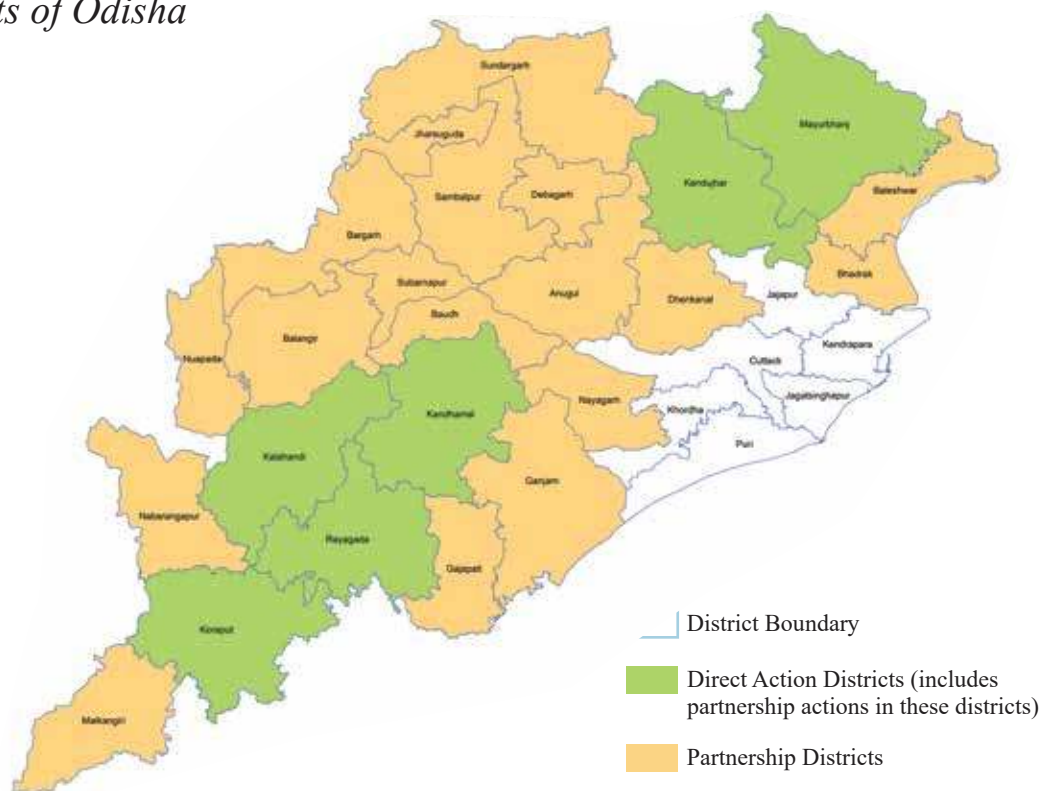 ts of Odisha
Sundargarh
Jharsuguda
Mayurbhanj
Kendujhar
Debagarh
Sambalpur
Baleshwar
Bargarh
Bhadrak
Subarnapur
Anugul
Jajapur
Dhenkanal
Baudh
Balangir
Kendrapara
Nuapada
Cuttack
Jagatsinghapur
Nayagarh
Khordha
Kandhamal
Puri
Kalahandi
Ganjam
Nabarangapur
Rayagada
Gajapati
Koraput
Malkangiri
District Boundary
Direct Action Districts (includes
partnership actions in these districts)
Partnership Districts